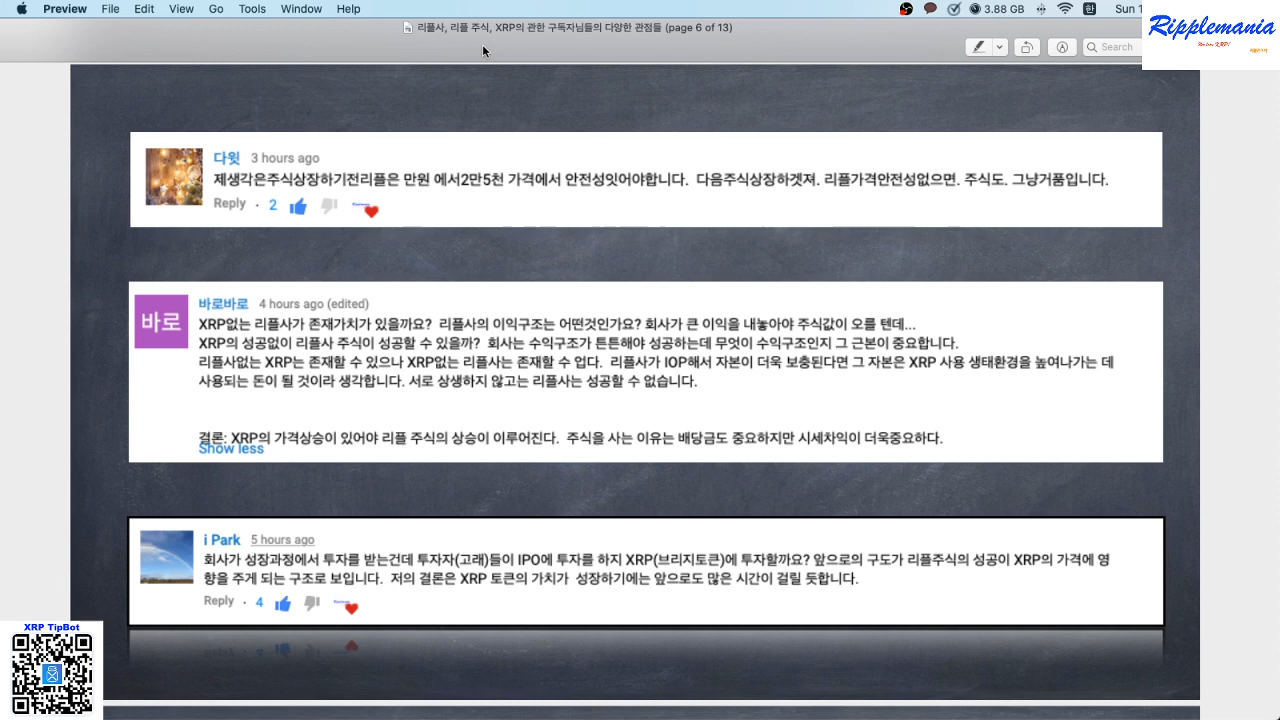 Preview File Edit View Go Tools Window Help 3.88 GB 한 Sun 1
리플사, 리플 주식, XRP의 관한 구독자님들의 다양한 관점들 (page 6 of 13)
Search
Ripplemania
다윗 3 hours ago
제생각은주식상장하기전리플은 만원 에서2만5천 가격에서 안전성잇어야합니다. 다음주식상장하겟져. 리플가격안전성없으면. 주식도. 그냥거품입니다.
Reply · 2
바로
바로바로 4 hours ago (edited)
XRP없는 리플사가 존재가치가 있을까요? 리플사의 이익구조는 어떤것인가요? 회사가 큰 이익을 내놓아야 주식값이 오를 텐데...
XRP의 성공없이 리플사 주식이 성공할 수 있을까? 회사는 수익구조가 튼튼해야 성공하는데 무엇이 수익구조인지 그 근본이 중요합니다.
리플사없는 XRP는 존재할 수 있으나 XRP없는 리플사는 존재할 수 업다. 리플사가 IOP해서 자본이 더욱 보충된다면 그 자본은 XRP 사용 생태환경을 높여나가는 데
사용되는 돈이 될 것이라 생각합니다. 서로 상생하지 않고는 리플사는 성공할 수 없습니다.
결론: XRP의 가격상승이 있어야 리플 주식의 상승이 이루어진다. 주식을 사는 이유는 배당금도 중요하지만 시세차익이 더욱중요하다.
Show less
i Park 5 hours ago
회사가 성장과정에서 투자를 받는건데 투자자(고래)들이 IPO에 투자를 하지 XRP(브리지토큰)에 투자할까요? 앞으로의 구도가 리플주식의 성공이 XRP의 가격에 영
향을 주게 되는 구조로 보입니다. 저의 결론은 XRP 토큰의 가치가 성장하기에는 앞으로도 많은 시간이 걸릴 듯합니다.
Reply · 4
XRP TipBot